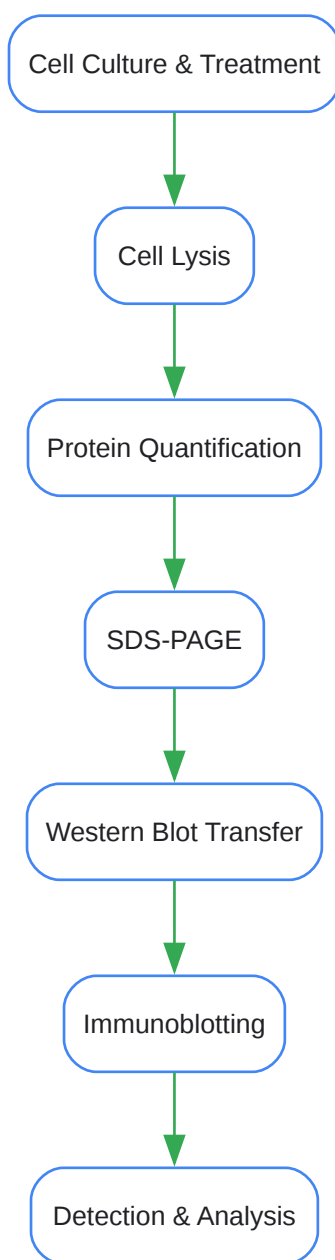 Cell Culture & Treatment
Cell Lysis
Protein Quantification
SDS-PAGE
Western Blot Transfer
Immunoblotting
Detection & Analysis